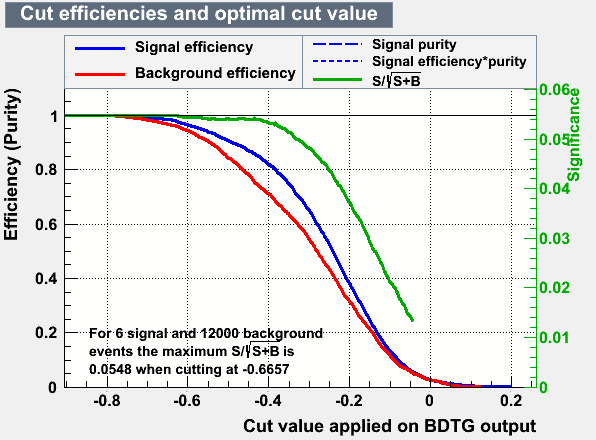 Cut efficiencies and optimal cut value
Signal efficiency
Background efficiency
Signal purity
Signal efficiency*purity
S/√S+B
Efficiency (Purity)
1
0.8
0.6
0.4
0.2
0
0.06
0.05
0.04
0.03
0.02
0.01
0
Significance
For 6 signal and 12000 background
events the maximum S/√S+B is
0.0548 when cutting at -0.6657
-0.8
-0.6
-0.4
-0.2
0
0.2
Cut value applied on BDTG output